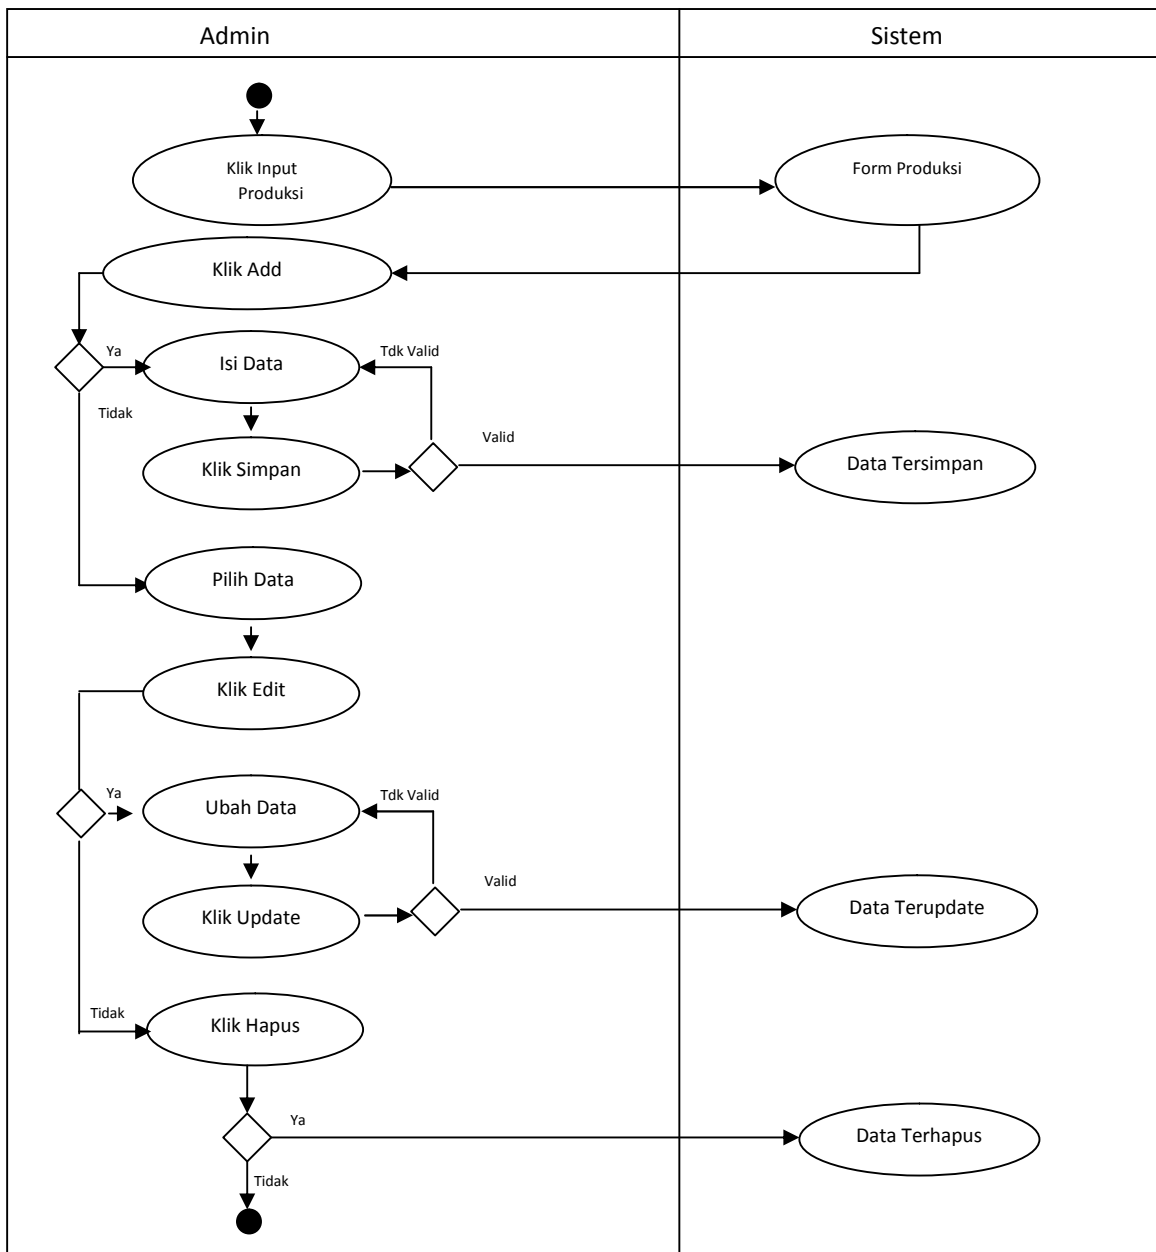 Admin
Sistem
Klik Input
Produksi
Form Produksi
Klik Add
Ya
Isi Data
Tdk Valid
Tidak
Klik Simpan
Valid
Data Tersimpan
Pilih Data
Klik Edit
Ya
Ubah Data
Tdk Valid
Klik Update
Valid
Data Terupdate
Tidak
Klik Hapus
Ya
Data Terhapus
Tidak